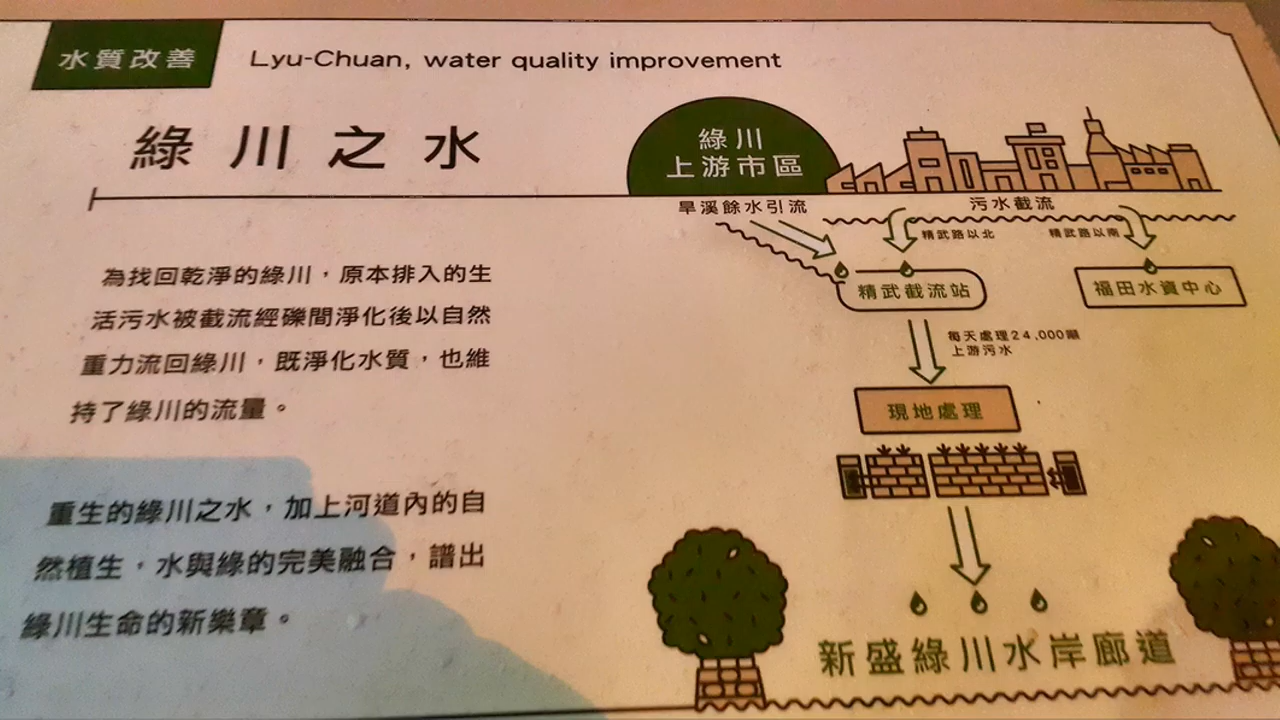 水質改善
Lyu-Chuan, water quality improvement
綠川之水
為找回乾淨的綠川，原本排入的生
活污水被截流經礫間淨化後以自然
重力流回綠川，既淨化水質，也維
持了綠川的流量。
重生的綠川之水，加上河道內的自
然植生，水與綠的完美融合，譜出
綠川生命的新樂章。
綠川
上游市區
旱溪餘水引流
污水截流
精武路以北
精武路以南
精武截流站
福田水資中心
每天處理24,000噸
上游污水
現地處理
新盛綠川水岸廊道